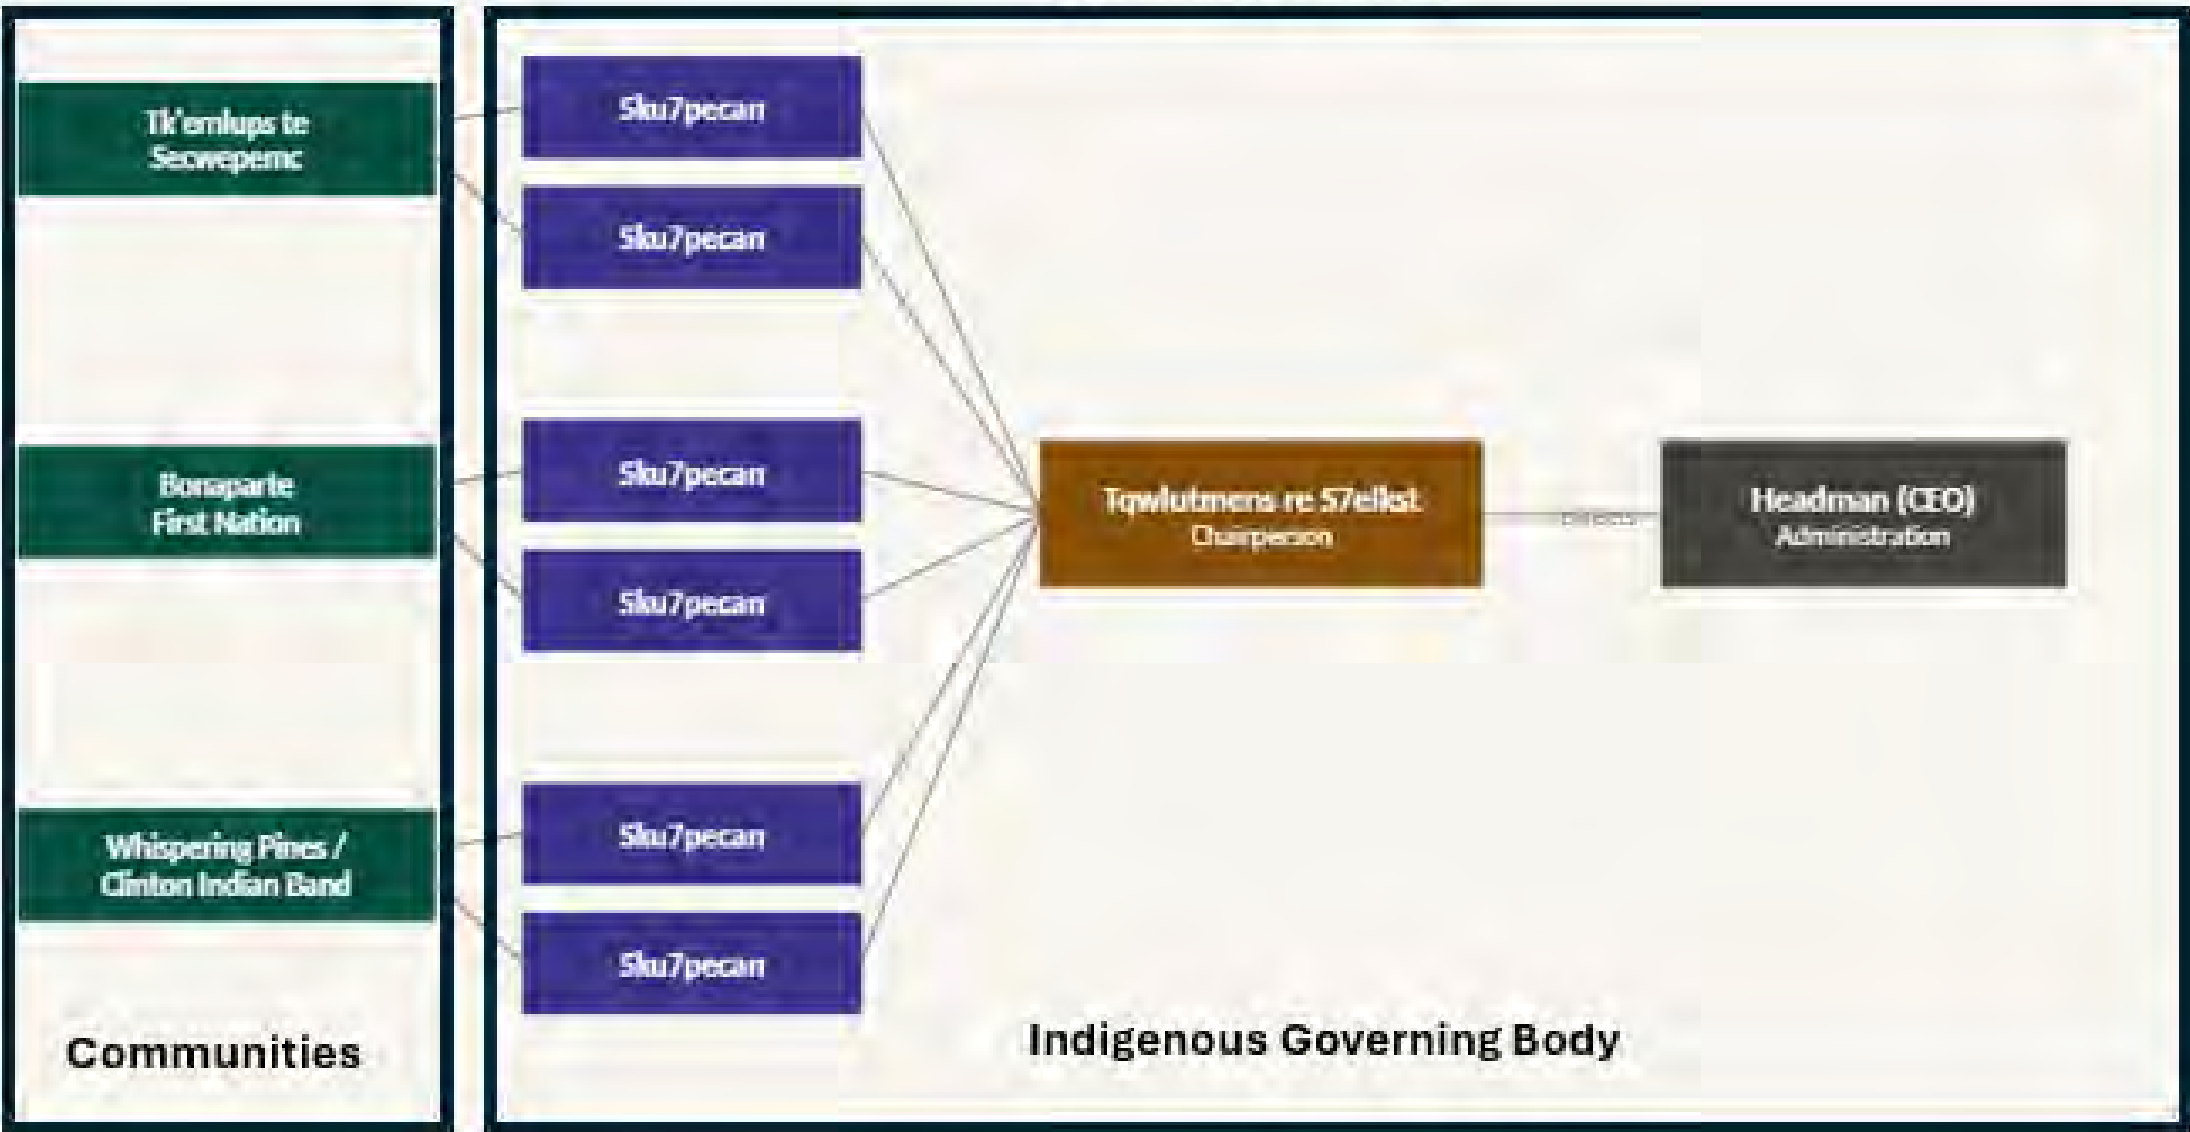 Tk'emlups te
Secwepemc
Bonaparte
First Nation
Whispering Pines /
Clinton Indian Band
Communities
Sku7pecan
Sku7pecan
Sku7pecan
Sku7pecan
Sku7pecan
Sku7pecan
Tqwlutmens re S7elkst
Chairperson
Headman (CEO)
Administration
Indigenous Governing Body